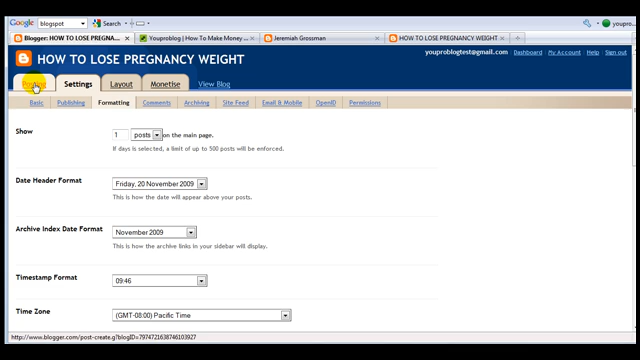 Google blogspot Search youpro
Blogger: HOW TO LOSE PREGNANCY WEIGHT Youproblog | How To Make Money ... Jeremiah Grossman HOW TO LOSE PREGNANCY WEIGHT
HOW TO LOSE PREGNANCY WEIGHT
youproblogtest@gmail.com Dashboard My Account Help Sign out
Posting Settings Layout Monetise View Blog
Basic Publishing Formatting Comments Archiving Site Feed Email & Mobile OpenID Permissions
Show 1 posts on the main page.
If days is selected, a limit of up to 500 posts will be enforced.
Date Header Format Friday, 20 November 2009
This is how the date will appear above your posts.
Archive Index Date Format November 2009
This is how the archive links in your sidebar will display.
Timestamp Format 09:46
Time Zone (GMT-08:00) Pacific Time
http://www.blogger.com/post-create.g?blogID=7974721638746103927